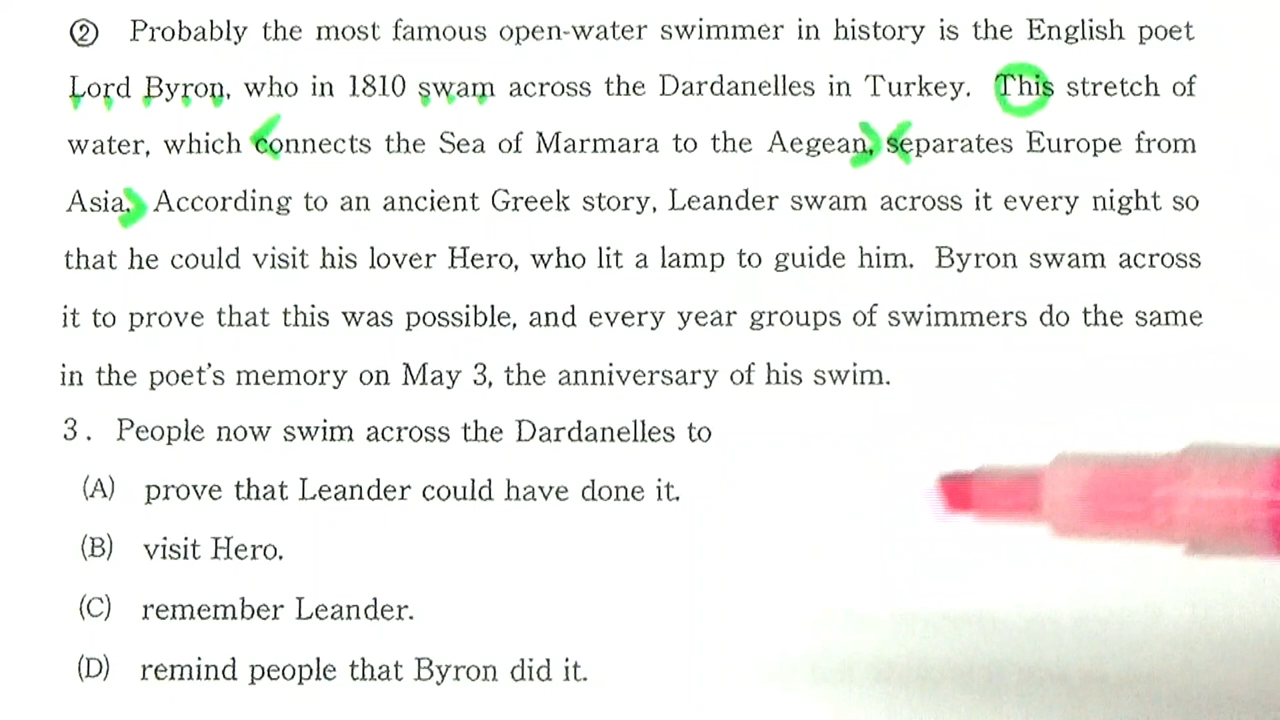 ② Probably the most famous open-water swimmer in history is the English poet
Lord Byron, who in 1810 swam across the Dardanelles in Turkey. This stretch of
water, which connects the Sea of Marmara to the Aegean, separates Europe from
Asia. According to an ancient Greek story, Leander swam across it every night so
that he could visit his lover Hero, who lit a lamp to guide him. Byron swam across
it to prove that this was possible, and every year groups of swimmers do the same
in the poet's memory on May 3, the anniversary of his swim.
3. People now swim across the Dardanelles to
(A) prove that Leander could have done it.
(B) visit Hero.
(C) remember Leander.
(D) remind people that Byron did it.